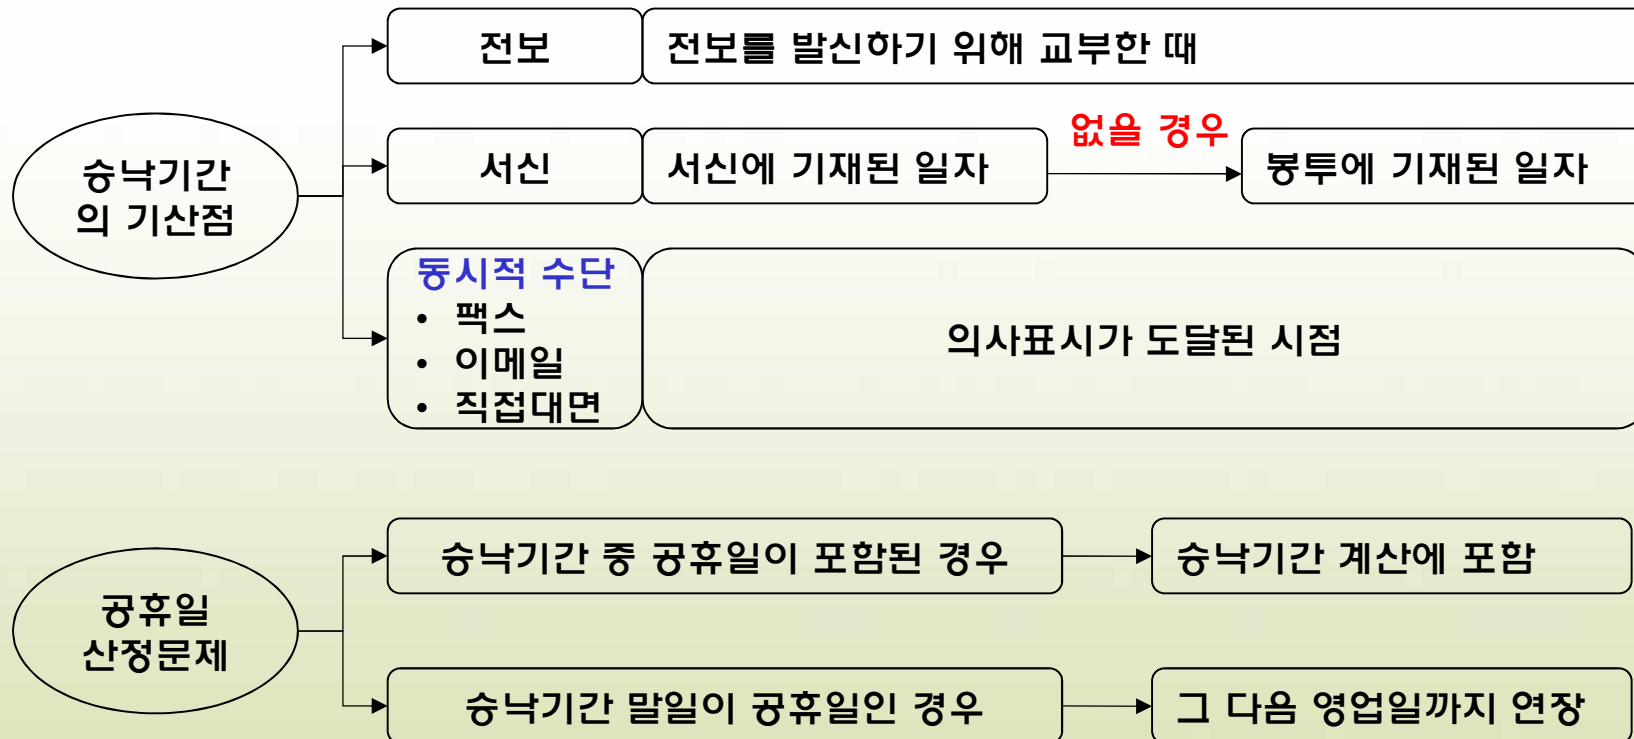 전보
전보를 발신하기 위해 교부한 때
없을 경우
승낙기간
의 기산점
서신
서신에 기재된 일자
봉투에 기재된 일자
동시적 수단
• 팩스
• 이메일
• 직접대면
의사표시가 도달된 시점
공휴일
산정문제
승낙기간 중 공휴일이 포함된 경우
승낙기간 계산에 포함
승낙기간 말일이 공휴일인 경우
그 다음 영업일까지 연장